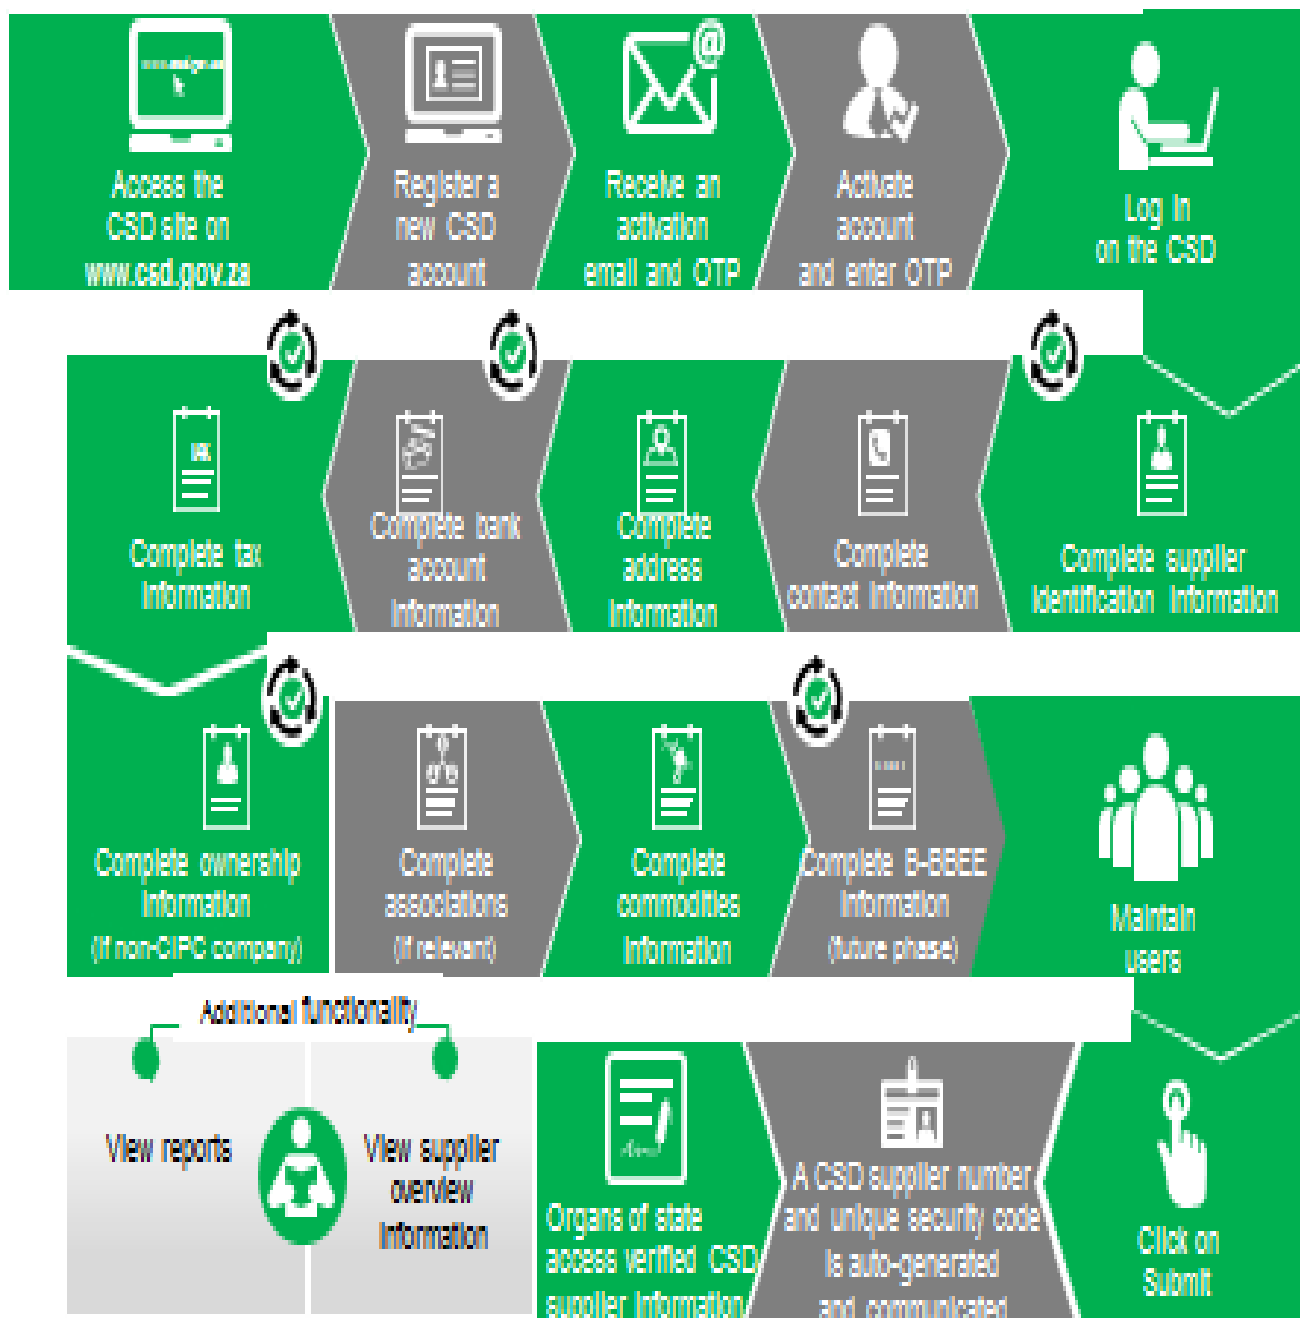 Access the
CSD site on
www.csd.gov.za
Register a
new CSD
account
Receive an
activation
email and OTP
Activate
account
and enter OTP
Log in
on the CSD
Complete supplier
Identification Information
Complete
contact Information
Complete
address
Information
Complete bank
account
Information
TAX
Complete tax
Information
Complete ownership
Information
(If non-CIPC company)
Complete
associations
(If relevant)
Complete
commodities
Information
Complete B-BBEE
Information
(future phase)
Maintain
users
Click on
Submit
A CSD supplier number
and unique security code
is auto-generated
and communicated
Organs of state
access verified CSD
supplier Information
Additional functionality
View reports
View supplier
overview
Information